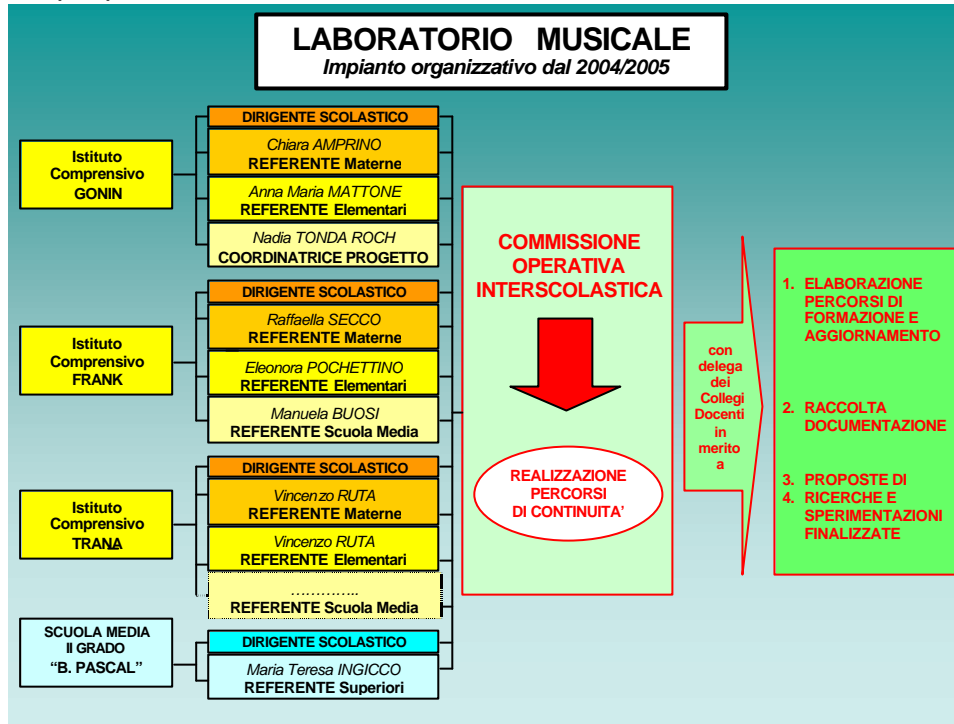 LABORATORIO MUSICALE
Impianto organizzativo dal 2004/2005
Istituto
Comprensivo
GONIN
DIRIGENTE SCOLASTICO
Chiara AMPRINO
REFERENTE Materne
Anna Maria MATTONE
REFERENTE Elementari
Nadia TONDA ROCH
COORDINATRICE PROGETTO
Istituto
Comprensivo
FRANK
DIRIGENTE SCOLASTICO
Raffaella SECCO
REFERENTE Materne
Eleonora POCHETTINO
REFERENTE Elementari
Manuela BUOSI
REFERENTE Scuola Media
Istituto
Comprensivo
TRANA
DIRIGENTE SCOLASTICO
Vincenzo RUTA
REFERENTE Materne
Vincenzo RUTA
REFERENTE Elementari
.............
REFERENTE Scuola Media
SCUOLA MEDIA
II GRADO
“B. PASCAL”
DIRIGENTE SCOLASTICO
Maria Teresa INGICCO
REFERENTE Superiori
COMMISSIONE
OPERATIVA
INTERSCOLASTICA
REALIZZAZIONE
PERCORSI
DI CONTINUITA’
con
delega
dei
Collegi
Docenti
in
merito
a
1. ELABORAZIONE
PERCORSI DI
FORMAZIONE E
AGGIORNAMENTO
2. RACCOLTA
DOCUMENTAZIONE
3. PROPOSTE DI
4. RICERCHE E
SPERIMENTAZIONI
FINALIZZATE